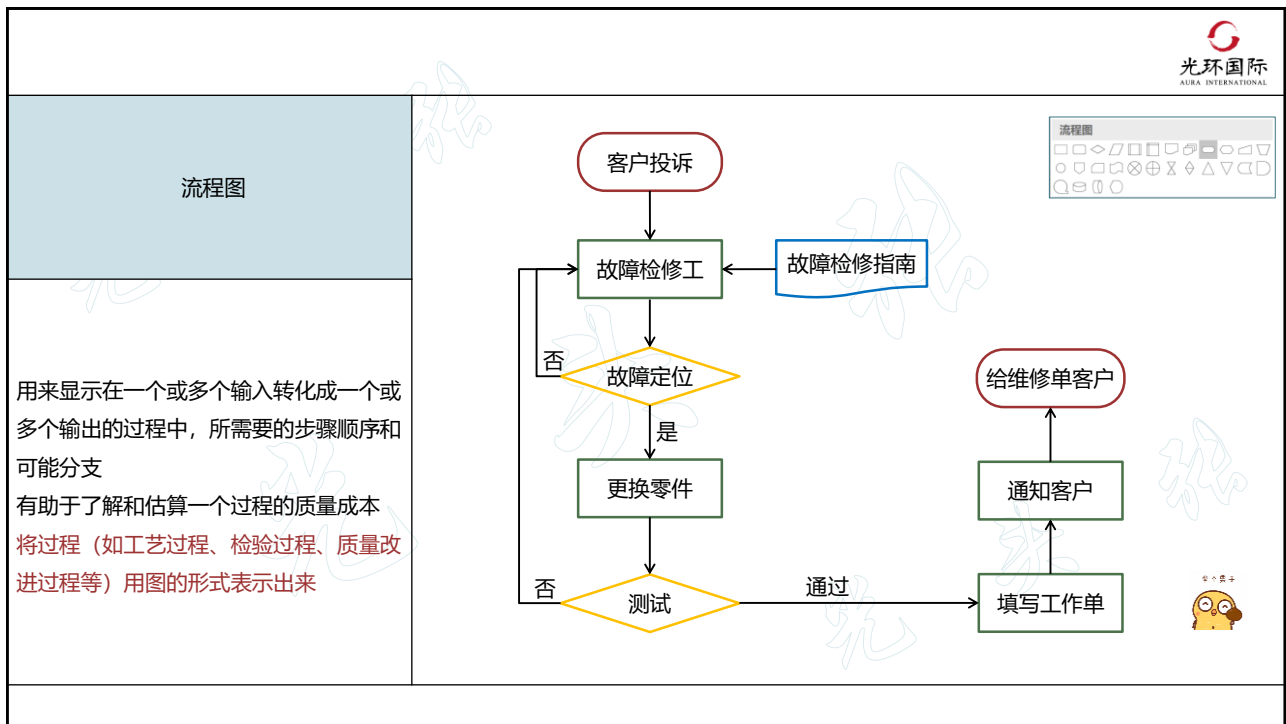 光环国际
AURA INTERNATIONAL
流程图
用来显示在一个或多个输入转化成一个或
多个输出的过程中，所需要的步骤顺序和
可能分支
有助于了解和估算一个过程的质量成本
将过程（如工艺过程、检验过程、质量改
进过程等）用图的形式表示出来
流程图
客户投诉
故障检修工
故障检修指南
否
故障定位
是
更换零件
否
测试
通过
填写工作单
通知客户
给维修单客户